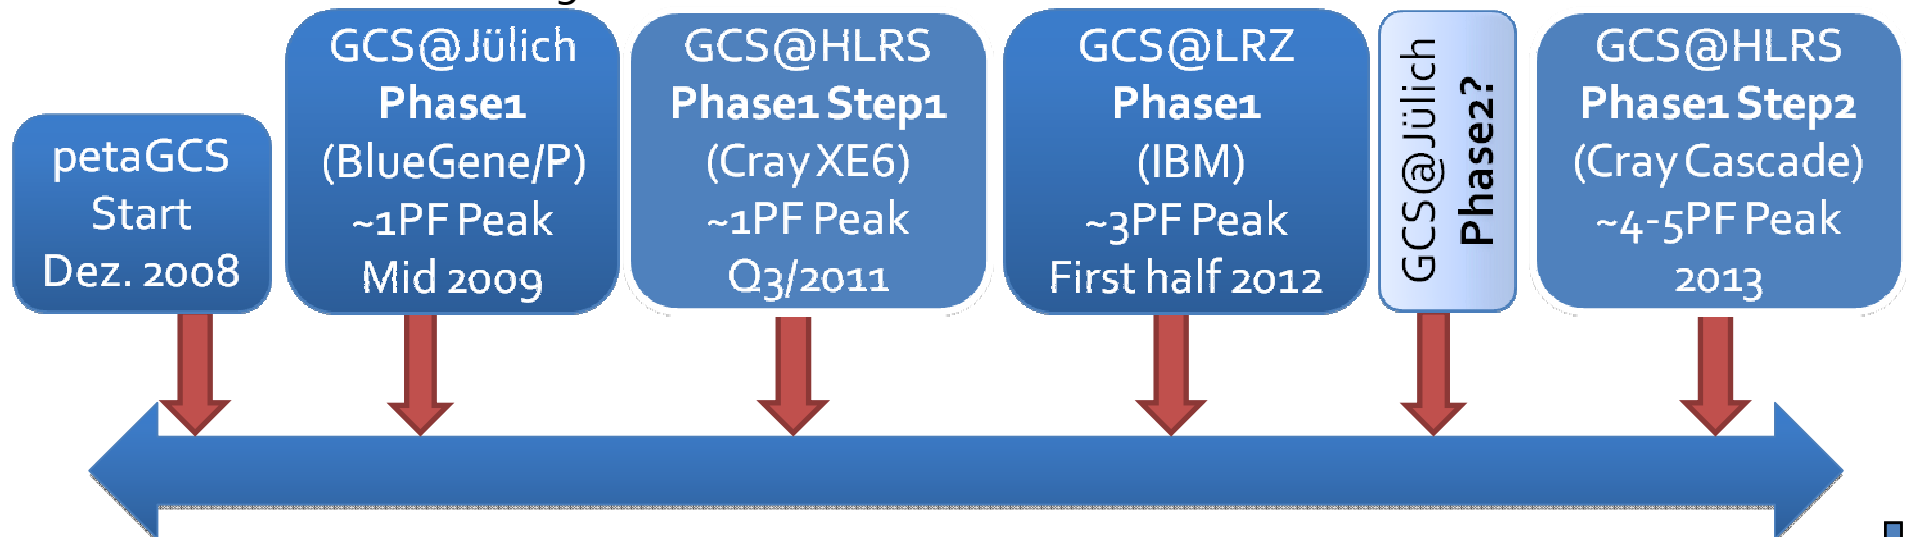 petaGCS
Start
Dez. 2008
GCS@Jülich
Phase1
(BlueGene/P)
~1PF Peak
Mid 2009
GCS@HLRS
Phase1 Step1
(Cray XE6)
~1PF Peak
Q3/2011
GCS@LRZ
Phase1
(IBM)
~3PF Peak
First half 2012
GCS@Jülich
Phase2?
GCS@HLRS
Phase1 Step2
(Cray Cascade)
~4-5PF Peak
2013